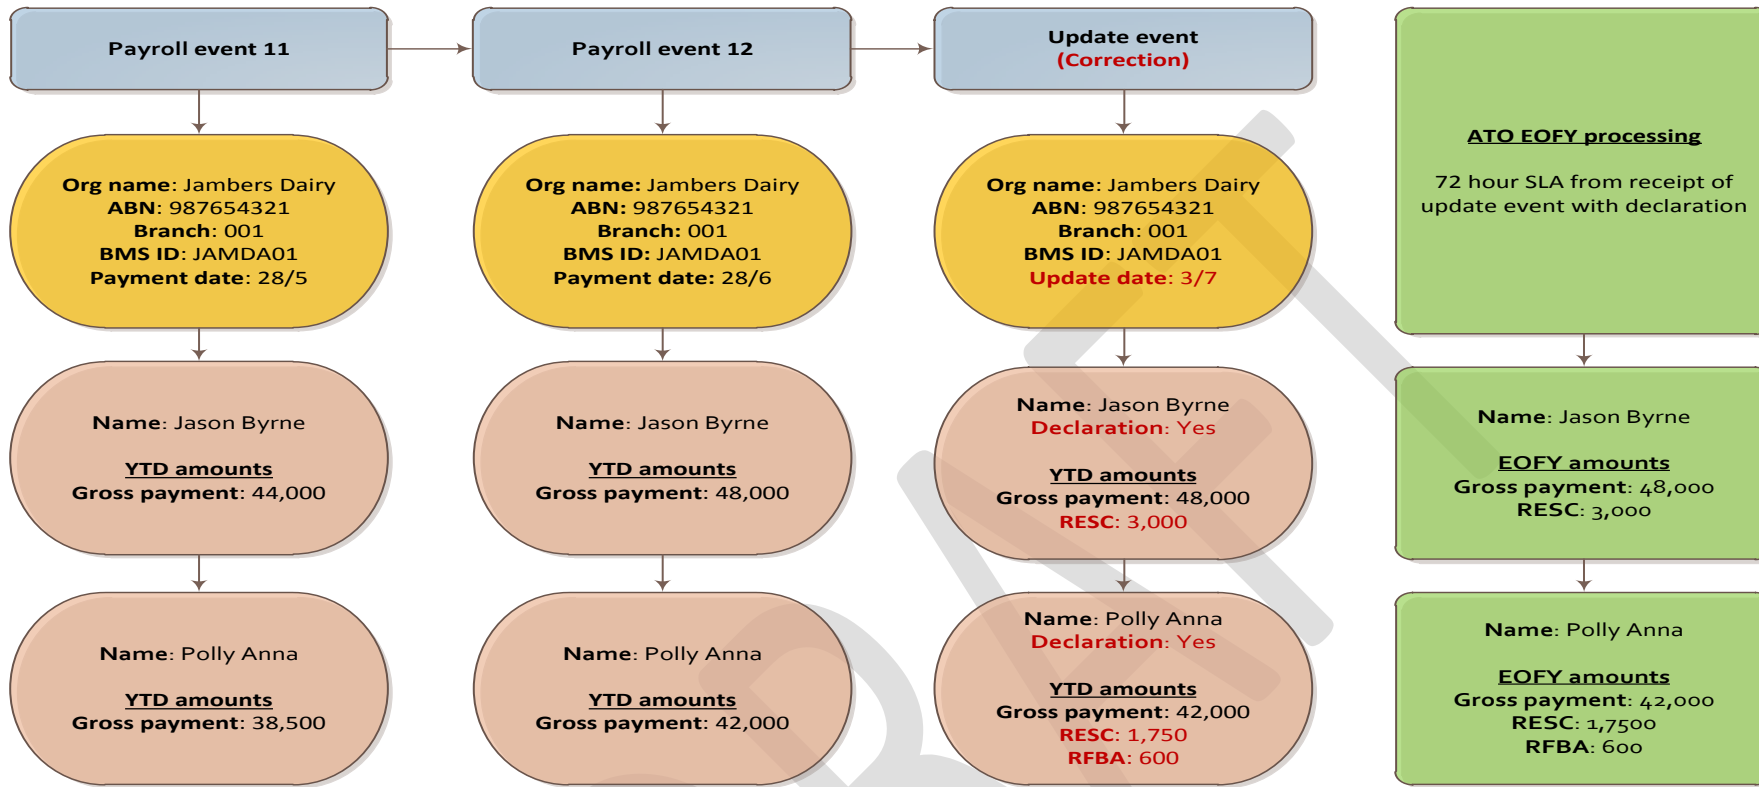 Payroll event 11
Org name: Jambers Dairy
ABN: 987654321
Branch: 001
BMS ID: JAMDA01
Payment date: 28/5
Name: Jason Byrne
YTD amounts
Gross payment: 44,000
Name: Polly Anna
YTD amounts
Gross payment: 38,500
Payroll event 12
Org name: Jambers Dairy
ABN: 987654321
Branch: 001
BMS ID: JAMDA01
Payment date: 28/6
Name: Jason Byrne
YTD amounts
Gross payment: 48,000
Name: Polly Anna
YTD amounts
Gross payment: 42,000
Update event
(Correction)
Org name: Jambers Dairy
ABN: 987654321
Branch: 001
BMS ID: JAMDA01
Update date: 3/7
Name: Jason Byrne
Declaration: Yes
YTD amounts
Gross payment: 48,000
RESC: 3,000
Name: Polly Anna
Declaration: Yes
YTD amounts
Gross payment: 42,000
RESC: 1,750
RFBA: 600
ATO EOFY processing
72 hour SLA from receipt of
update event with declaration
Name: Jason Byrne
EOFY amounts
Gross payment: 48,000
RESC: 3,000
Name: Polly Anna
EOFY amounts
Gross payment: 42,000
RESC: 1,7500
RFBA: 600
DRAFT